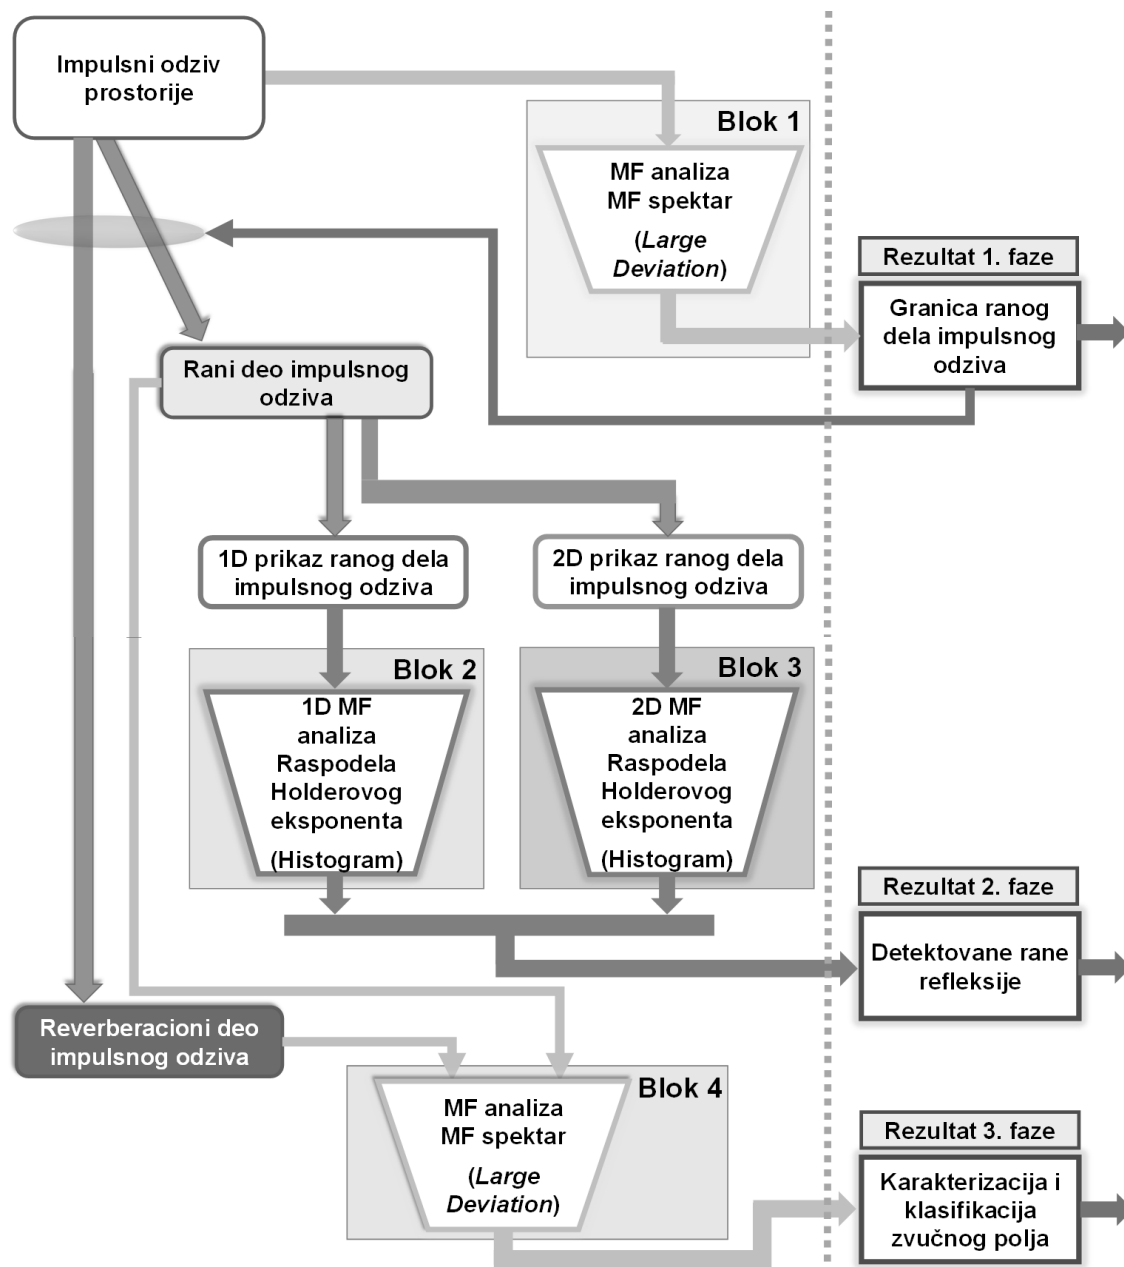 Impulsni odziv
prostorije
Blok 1
MF analiza
MF spektar
(Large
Deviation)
Rezultat 1. faze
Granica ranog
dela impulsnog
odziva
Rani deo impulsnog
odziva
1D prikaz ranog dela
impulsnog odziva
2D prikaz ranog dela
impulsnog odziva
Blok 2
1D MF
analiza
Raspodela
Holderovog
eksponenta
(Histogram)
Blok 3
2D MF
analiza
Raspodela
Holderovog
eksponenta
(Histogram)
Rezultat 2. faze
Detektovane rane
refleksije
Reverberacioni deo
impulsnog odziva
Blok 4
MF analiza
MF spektar
(Large
Deviation)
Rezultat 3. faze
Karakterizacija i
klasifikacija
zvučnog polja